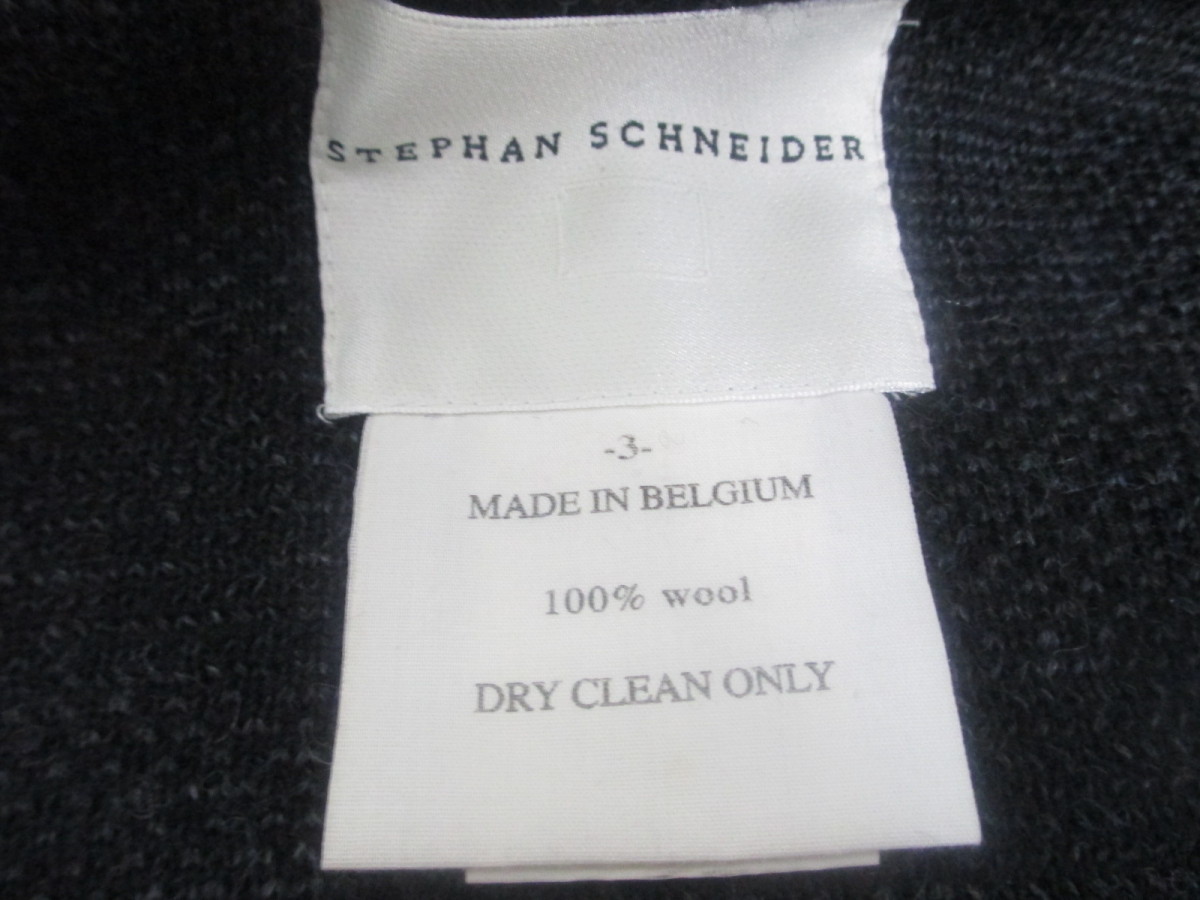 STEPHAN SCHNEIDER
-3-
MADE IN BELGIUM
100% wool
DRY CLEAN ONLY